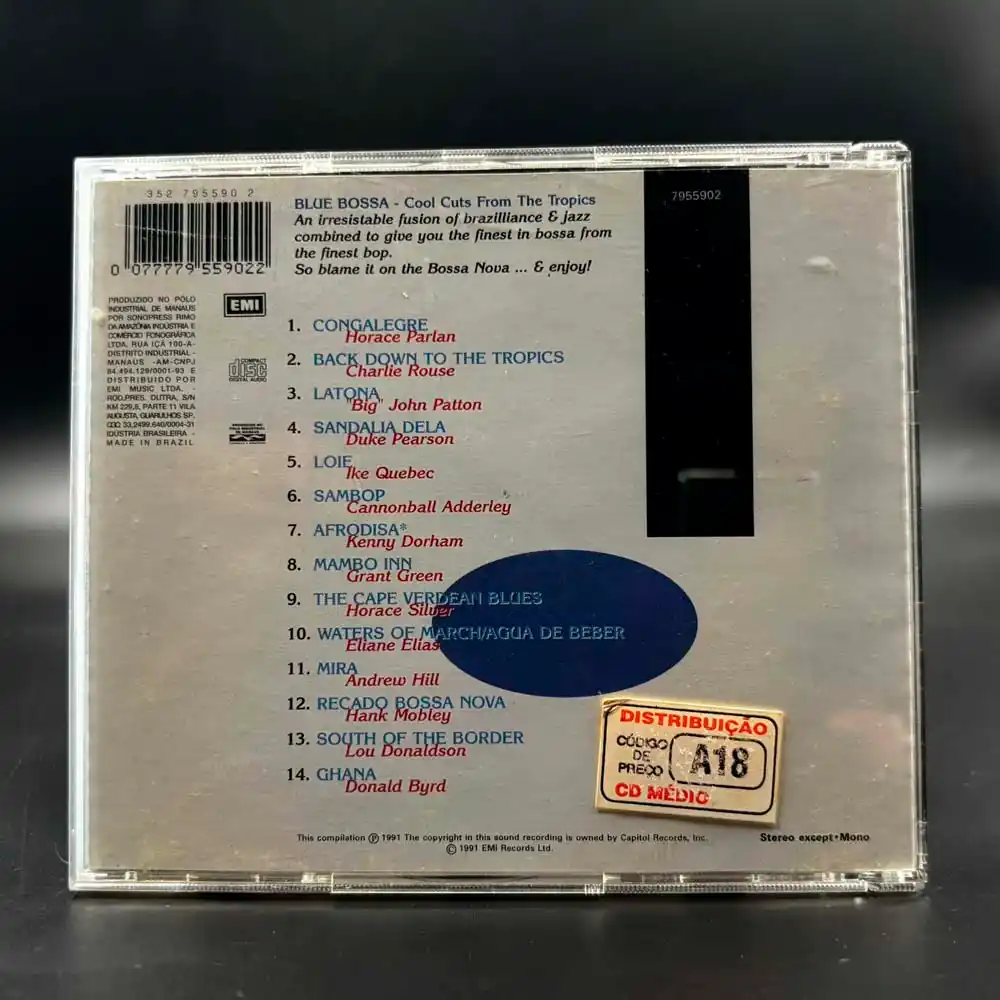 352 795590 2
0 077779 559022
BLUE BOSSA - Cool Cuts From The Tropics
An irresistable fusion of brazilliance & jazz
combined to give you the finest in bossa from
the finest bop.
So blame it on the Bossa Nova ... & enjoy!
7955902
PRODUZIDO NO PÓLO
INDUSTRIAL DE MANAUS
POR SONOPRESS RIMO
DA AMAZÔNIA INDÚSTRIA E
COMÉRCIO FONOGRÁFICA
LTDA. RUA IÇÁ 100-A-
DISTRITO INDUSTRIAL -
MANAUS -AM-CNPJ
84.494.129/0001-93 E
DISTRIBUIDO POR
EMI MUSIC LTDA. -
ROD.PRES. DUTRA, S/N
KM 229,8, PARTE 11 VILA
AUGUSTA, GUARULHOS SP.
33.2499.640/0004-31
IDÚSTRIA BRASILEIRA -
MADE IN BRAZIL
EMI
COMPACT
disc
DIGITAL AUDIO
1. CONGALEGRE
Horace Parlan
2. BACK DOWN TO THE TROPICS
Charlie Rouse
3. LATONA
"Big" John Patton
4. SANDALIA DELA
Duke Pearson
5. LOIE
Ike Quebec
6. SAMBOP
Cannonball Adderley
7. AFRODISA*
Kenny Dorham
8. MAMBO INN
Grant Green
9. THE CAPE VERDEAN BLUES
Horace Silver
10. WATERS OF MARCH/AGUA DE BEBER
Eliane Elias
11. MIRA
Andrew Hill
12. RECADO BOSSA NOVA
Hank Mobley
13. SOUTH OF THE BORDER
Lou Donaldson
14. GHANA
Donald Byrd
DISTRIBUIÇÃO
CÓDIGO
DE
PREÇO
A18
CD MÉDIO
This compilation ℗ 1991 The copyright in this sound recording is owned by Capitol Records, Inc.
© 1991 EMI Records Ltd.
Stereo except*Mono